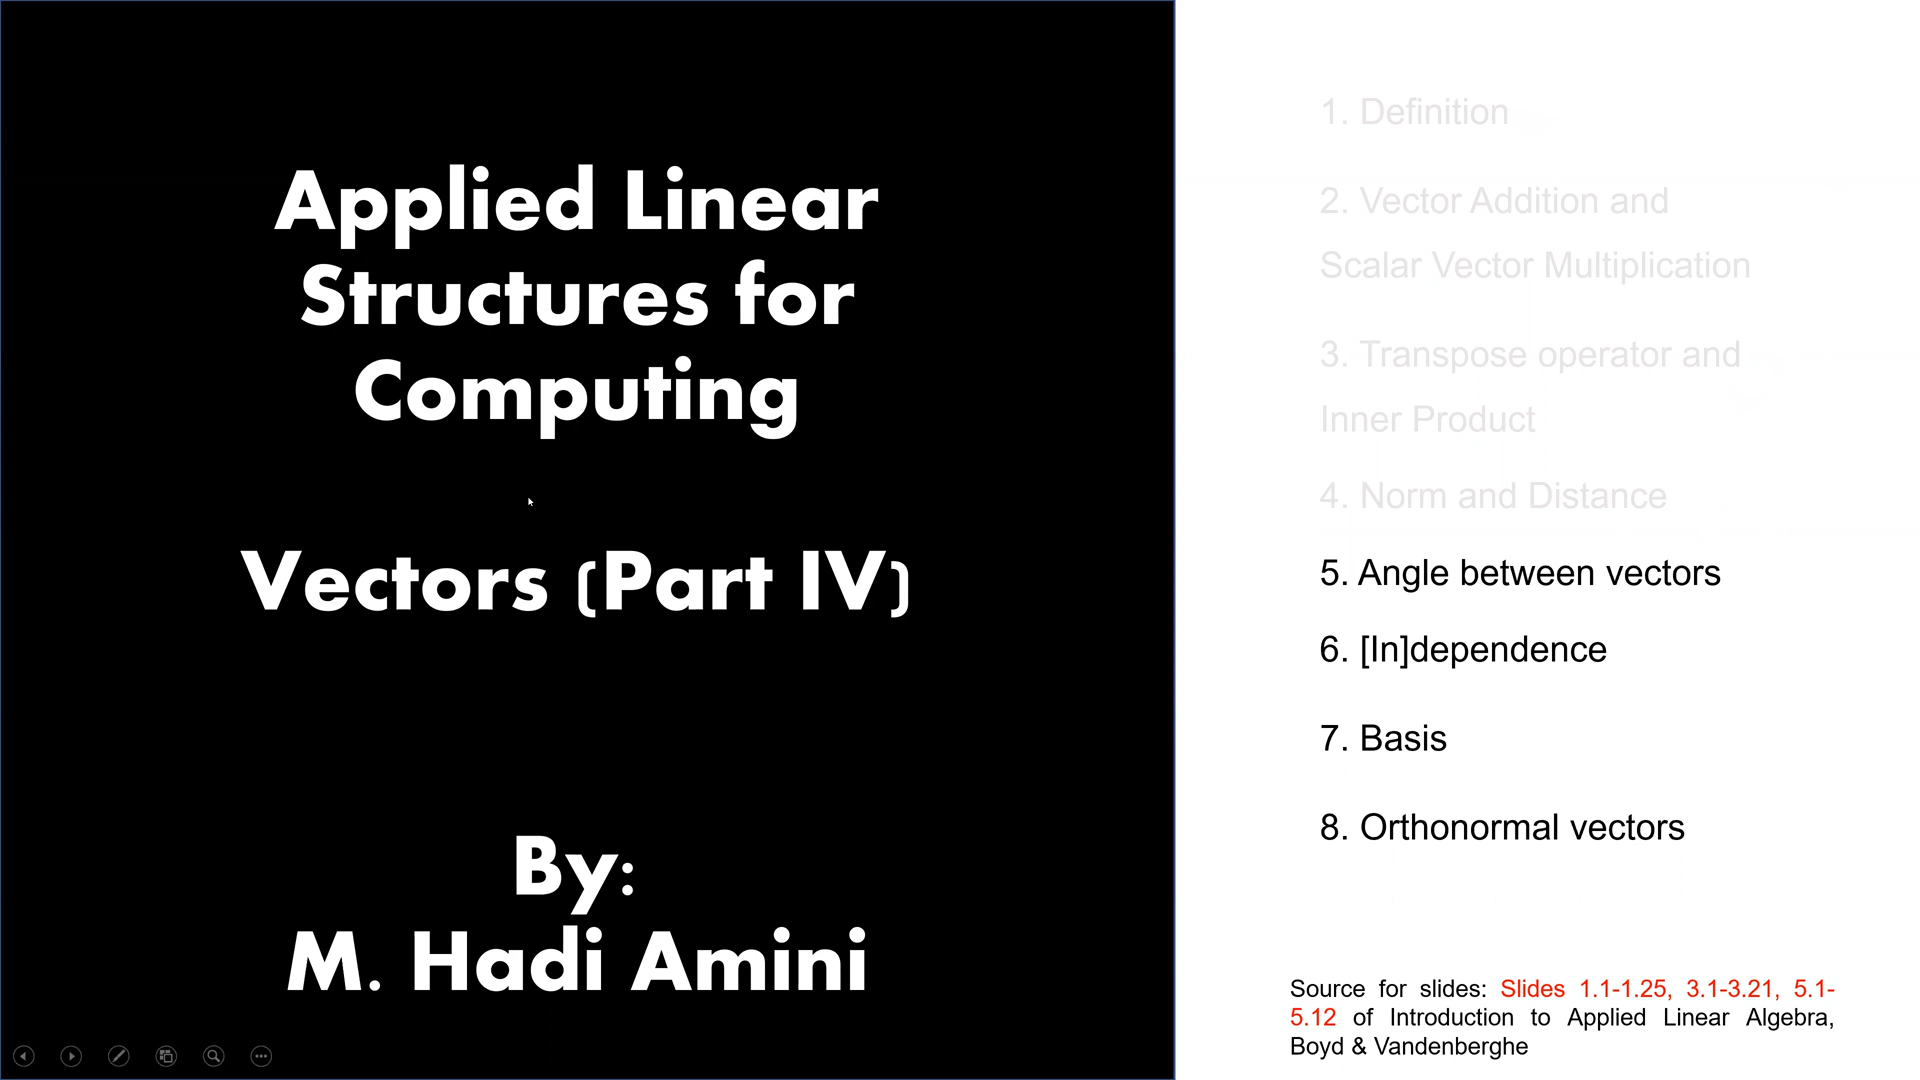 Applied Linear
Structures for
Computing
Vectors (Part IV)
By:
M. Hadi Amini
1. Definition
2. Vector Addition and
Scalar Vector Multiplication
3. Transpose operator and
Inner Product
4. Norm and Distance
5. Angle between vectors
6. [In]dependence
7. Basis
8. Orthonormal vectors
Source for slides: Slides 1.1-1.25, 3.1-3.21, 5.1-
5.12 of Introduction to Applied Linear Algebra,
Boyd & Vandenberghe